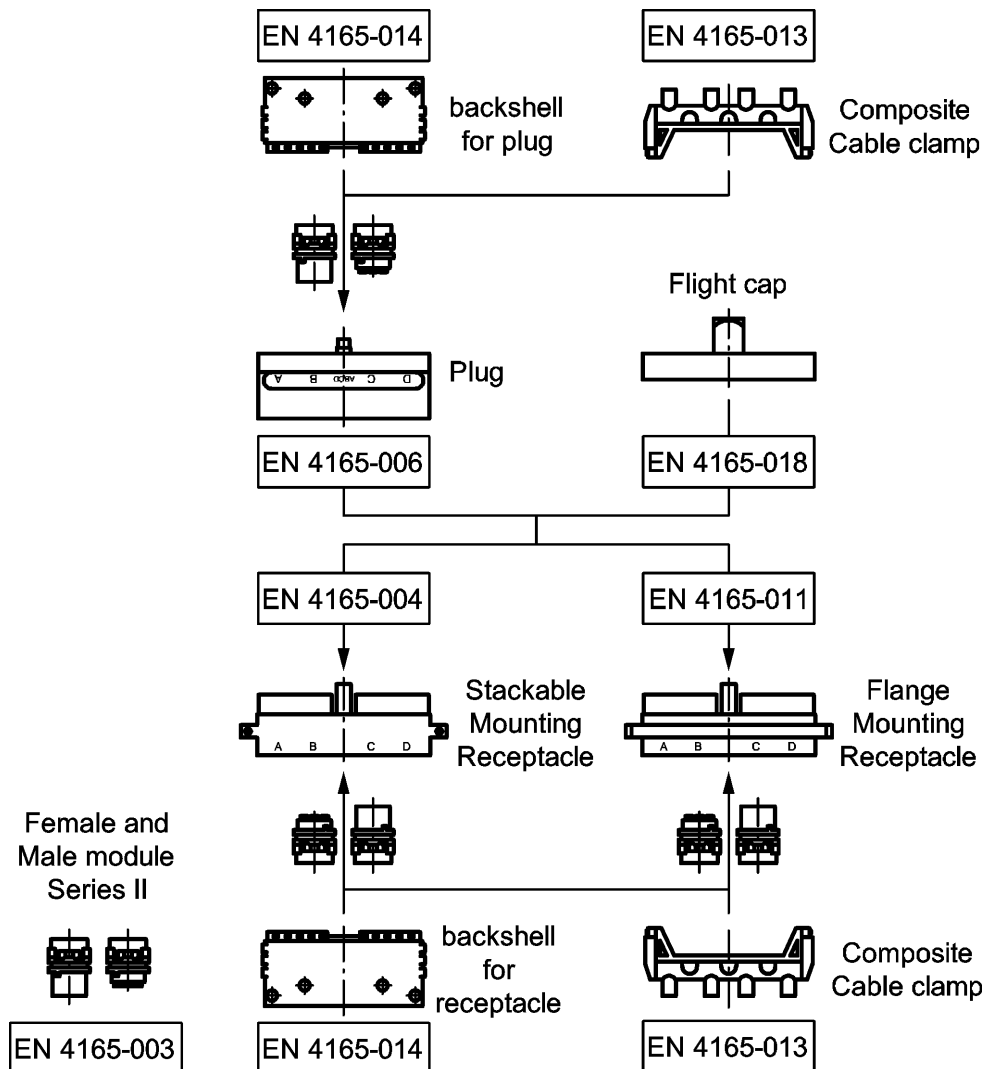 EN 4165-014
EN 4165-013
backshell
for plug
Composite
Cable clamp
Flight cap
A B ABCD C D
Plug
EN 4165-006
EN 4165-018
EN 4165-004
EN 4165-011
Stackable
Mounting
Receptacle
A B C D
Flange
Mounting
Receptacle
A B C D
Female and
Male module
Series II
backshell
for
receptacle
Composite
Cable clamp
EN 4165-003
EN 4165-014
EN 4165-013